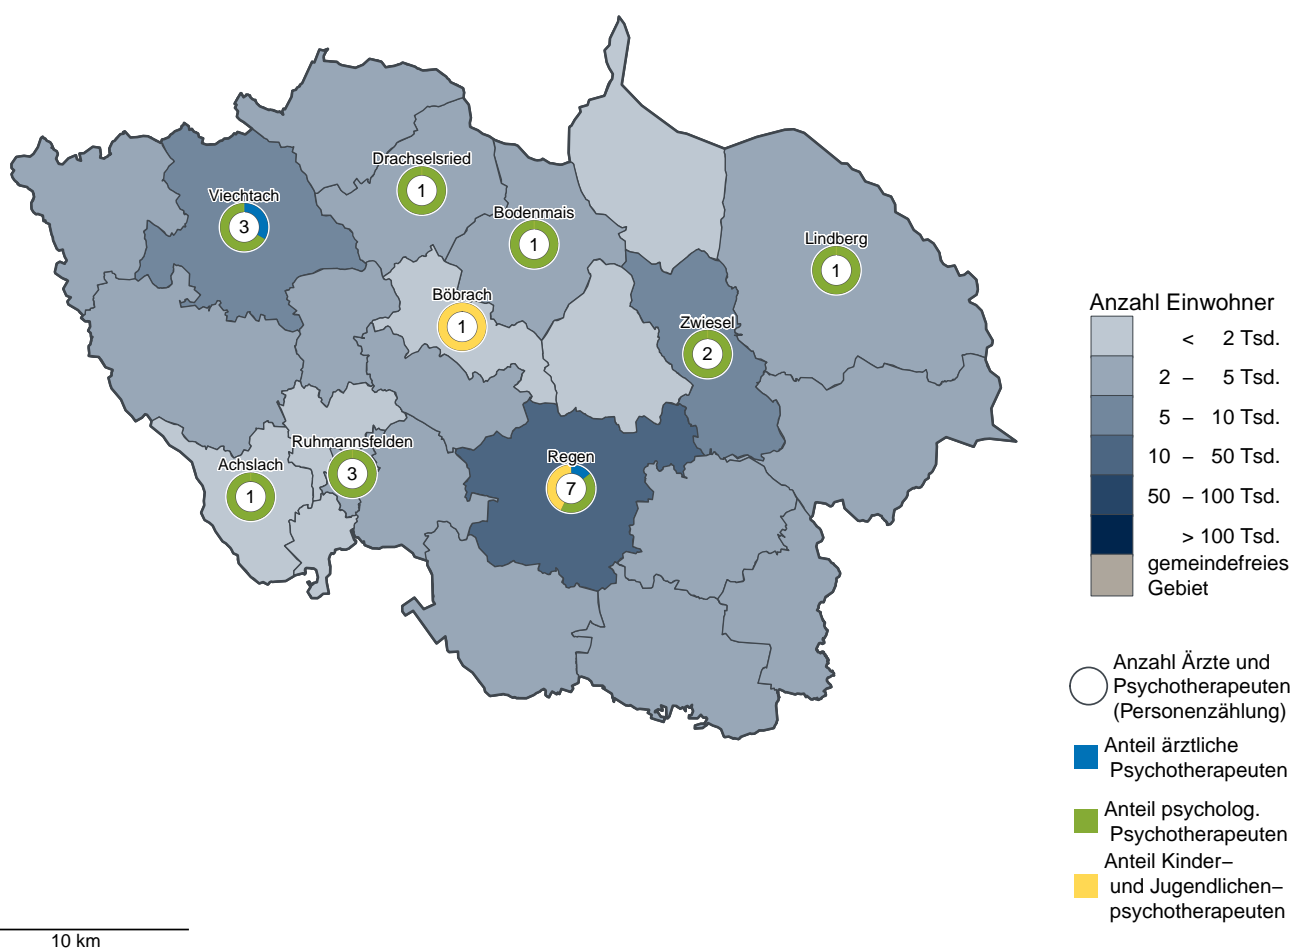 Drachselsried
1
Viechtach
3
Bodenmais
1
Lindberg
1
Böbrach
1
Zwiesel
2
Ruhmannsfelden
3
Achslach
1
Regen
7
Anzahl Einwohner
< 2 Tsd.
2 – 5 Tsd.
5 – 10 Tsd.
10 – 50 Tsd.
50 – 100 Tsd.
> 100 Tsd.
gemeindefreies
Gebiet
Anzahl Ärzte und
Psychotherapeuten
(Personenzählung)
Anteil ärztliche
Psychotherapeuten
Anteil psycholog.
Psychotherapeuten
Anteil Kinder–
und Jugendlichen–
psychotherapeuten
10 km